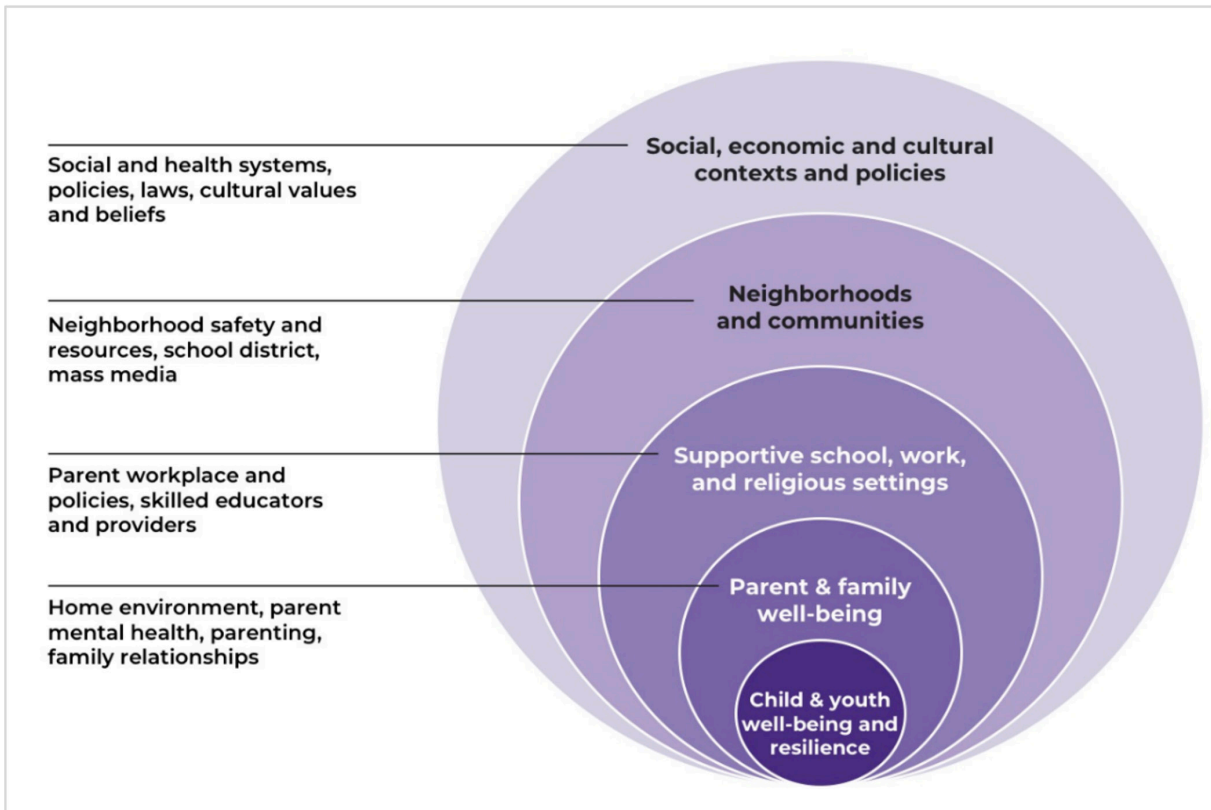 Social, economic and cultural
contexts and policies
Social and health systems,
policies, laws, cultural values
and beliefs
Neighborhoods
and communities
Neighborhood safety and
resources, school district,
mass media
Supportive school, work,
and religious settings
Parent workplace and
policies, skilled educators
and providers
Parent & family
well-being
Home environment, parent
mental health, parenting,
family relationships
Child & youth
well-being and
resilience